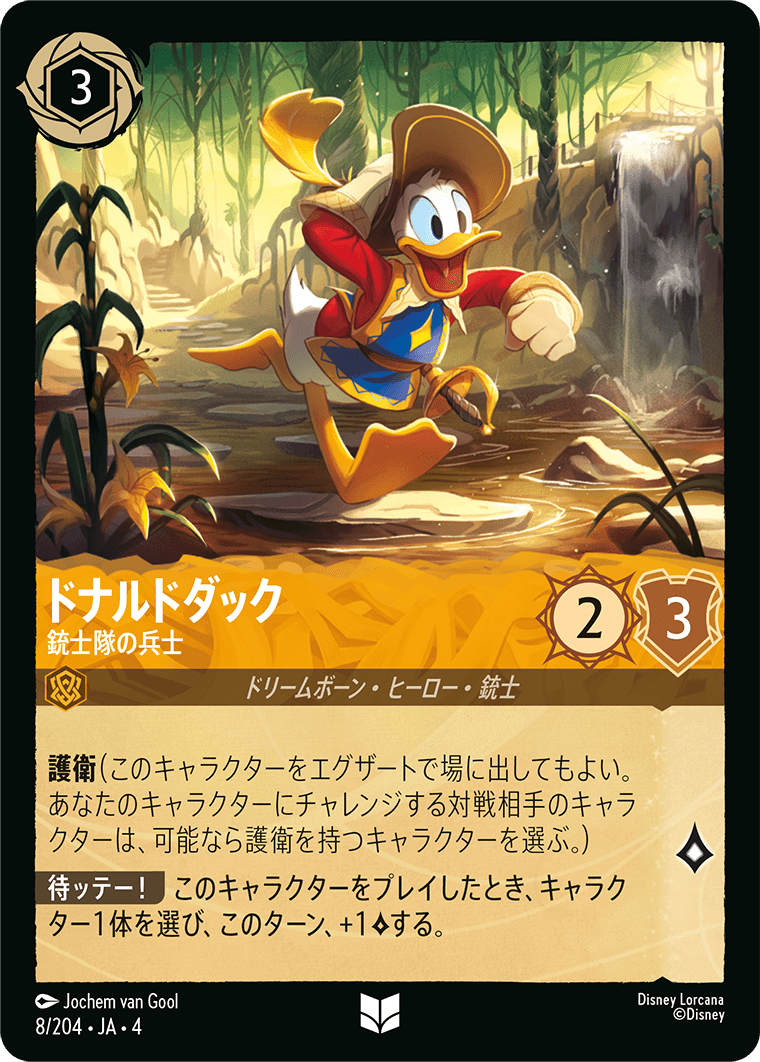 3
ドナルドダック
銃士隊の兵士
2
3
ドリームボーン・ヒーロー・銃士
護衛(このキャラクターをエグザートで場に出してもよい。
あなたのキャラクターにチャレンジする対戦相手のキャラ
クターは、可能なら護衛を持つキャラクターを選ぶ。)
待ッテー! このキャラクターをプレイしたとき、キャラク
ター1体を選び、このターン、+1する。
Jochem van Gool
8/204・JA・4
Disney Lorcana
©Disney